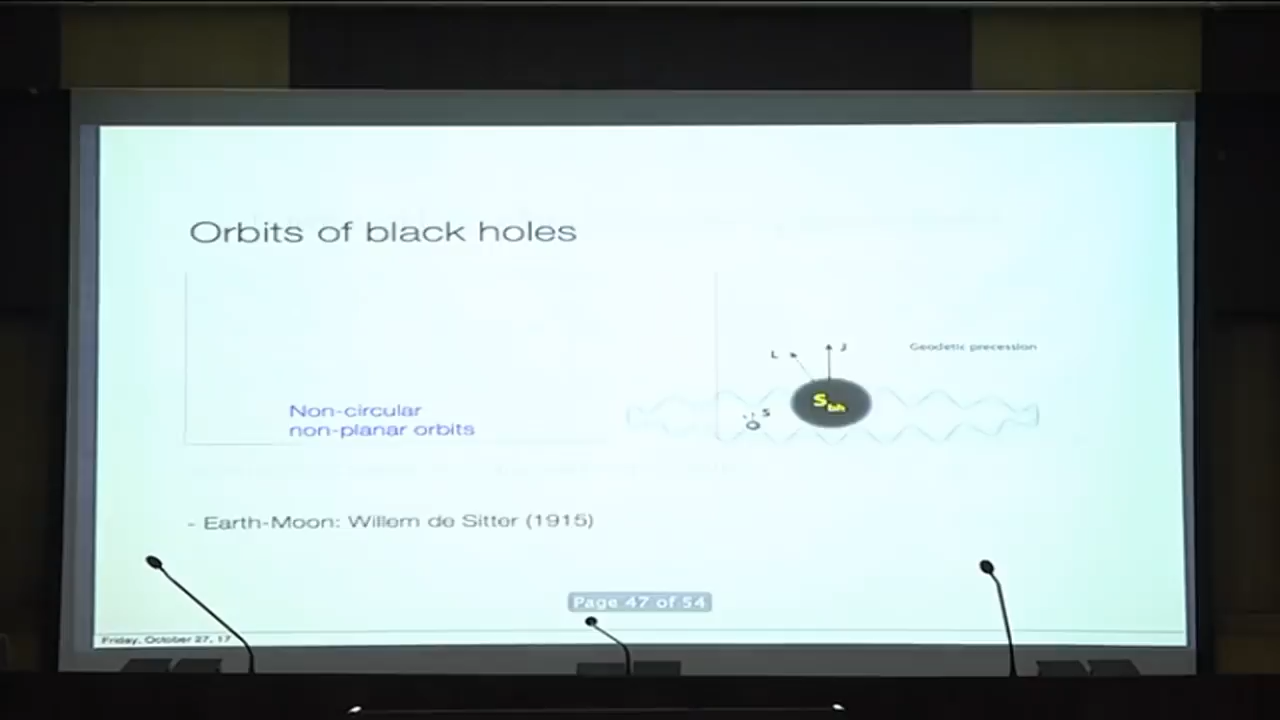 Orbits of black holes
L
J
Geodetic precession
S
Sbh
Non-circular
non-planar orbits
- Earth-Moon: Willem de Sitter (1915)
Page 47 of 54
Friday, October 27, 17